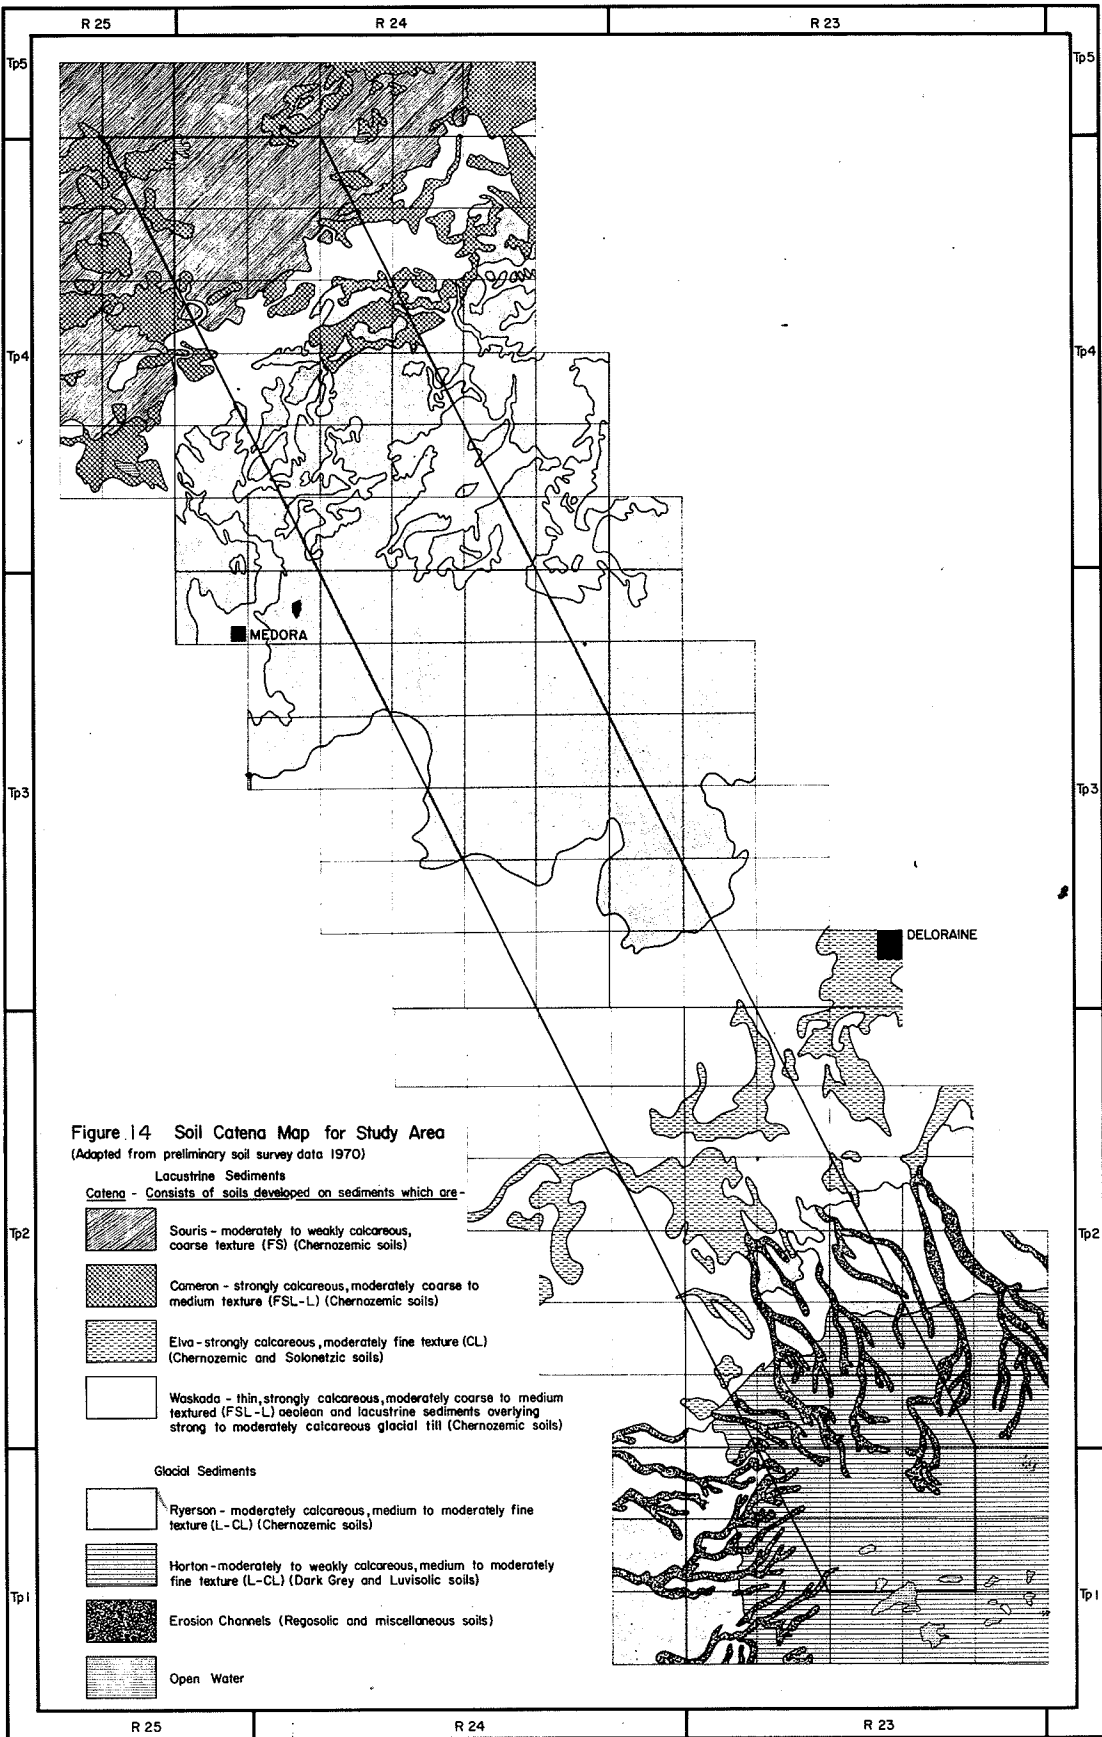 R 25
R 24
R 23
Tp5
Tp5
Tp4
Tp4
MEDORA
Tp3
Tp3
DELORAINE
Figure 14 Soil Catena Map for Study Area
(Adapted from preliminary soil survey data 1970)
Lacustrine Sediments
Catena - Consists of soils developed on sediments which are -
Souris - moderately to weakly calcareous,
coarse texture (FS) (Chernozemic soils)
Cameron - strongly calcareous, moderately coarse to
medium texture (FSL-L) (Chernozemic soils)
Elva - strongly calcareous, moderately fine texture (CL)
(Chernozemic and Solonetzic soils)
Waskada - thin, strongly calcareous, moderately coarse to medium
textured (FSL-L) aeolian and lacustrine sediments overlying
strong to moderately calcareous glacial till (Chernozemic soils)
Glacial Sediments
Ryerson - moderately calcareous, medium to moderately fine
texture (L-CL) (Chernozemic soils)
Horton - moderately to weakly calcareous, medium to moderately
fine texture (L-CL) (Dark Grey and Luvisolic soils)
Erosion Channels (Regosolic and miscellaneous soils)
Open Water
Tp2
Tp2
Tp1
Tp1
R 25
R 24
R 23